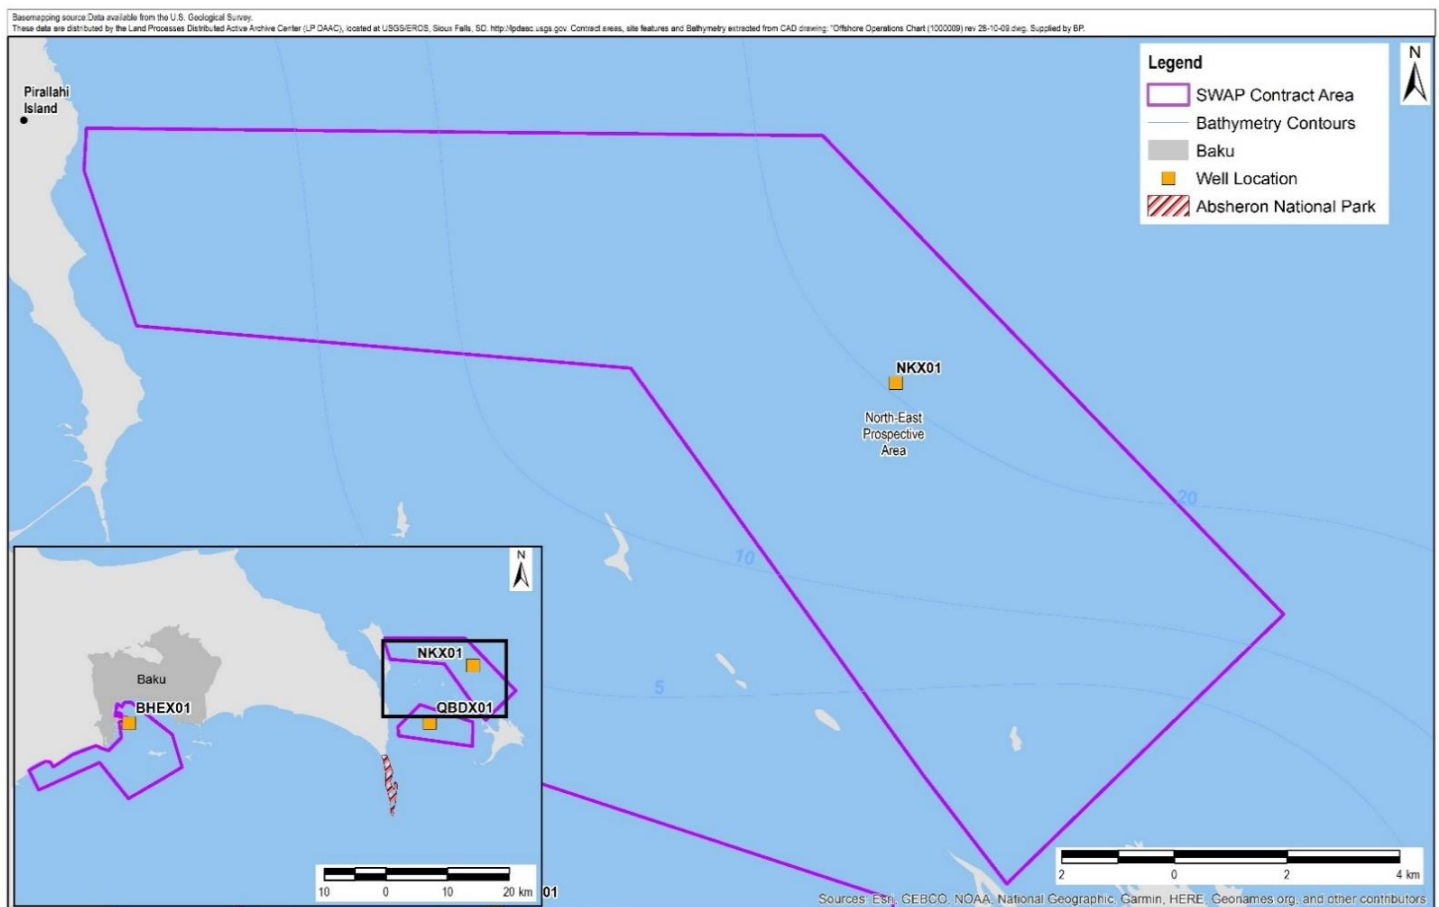 Basemapping source:Data available from the U.S. Geological Survey.
These data are distributed by the Land Processes Distributed Active Archive Center (LP DAAC), located at USGS/EROS, Sioux Falls, SD. http://lpdaac.usgs.gov. Contract areas, site features and Bathymetry extracted from CAD drawing: "Offshore Operations Chart (1000009) rev 28-10-09.dwg. Supplied by BP.
Pirallahi
Island
Legend
SWAP Contract Area
Bathymetry Contours
Baku
Well Location
Absheron National Park
N
NKX01
North-East
Prospective
Area
20
10
5
N
NKX01
Baku
BHEX01
QBDX01
10 0 10 20 km
01
2 0 2 4 km
Sources: Esri, GEBCO, NOAA, National Geographic, Garmin, HERE, Geonames.org, and other contributors